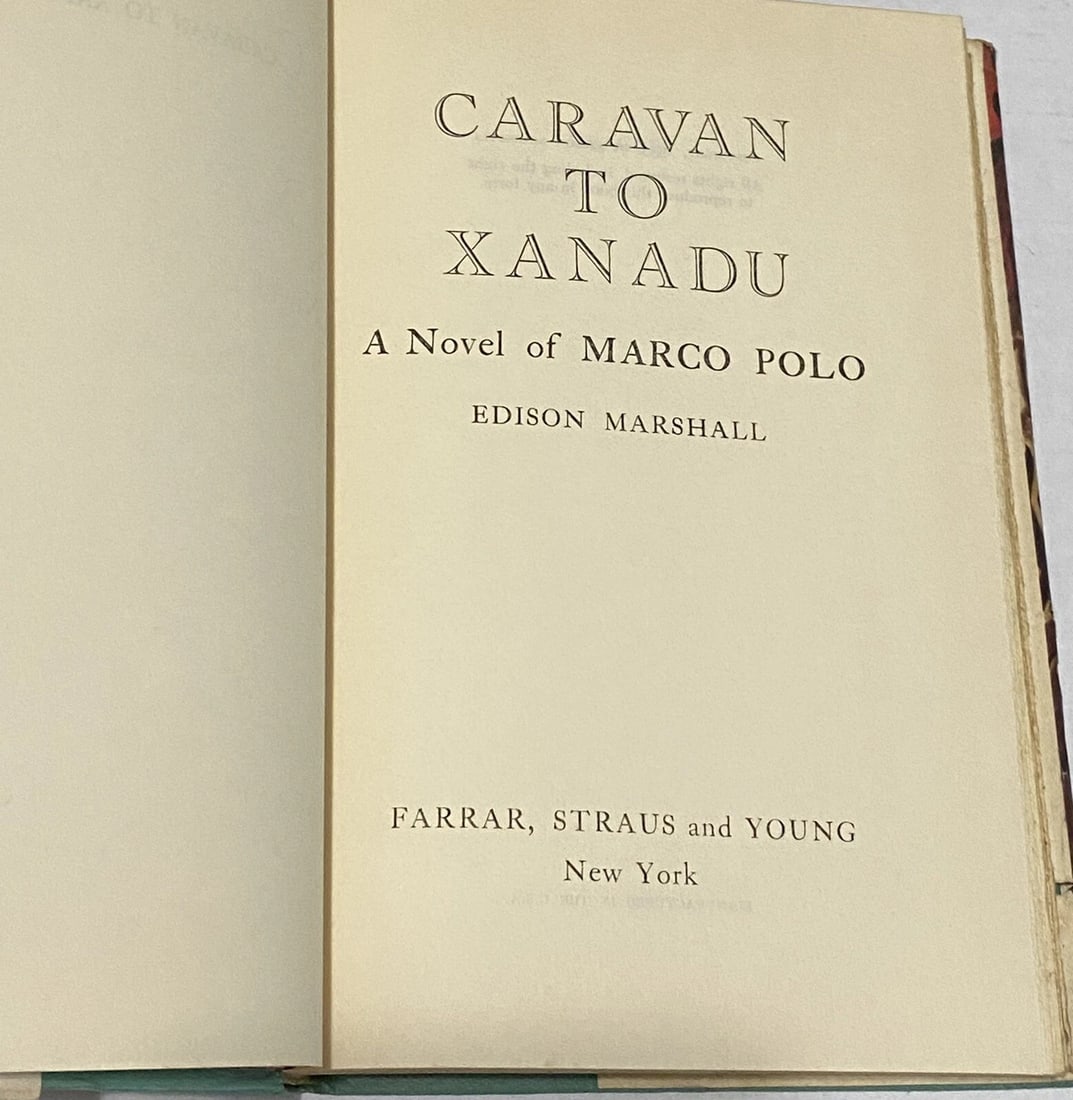 CARAVAN
TO
XANADU
A Novel of MARCO POLO
EDISON MARSHALL
FARRAR, STRAUS and YOUNG
New York